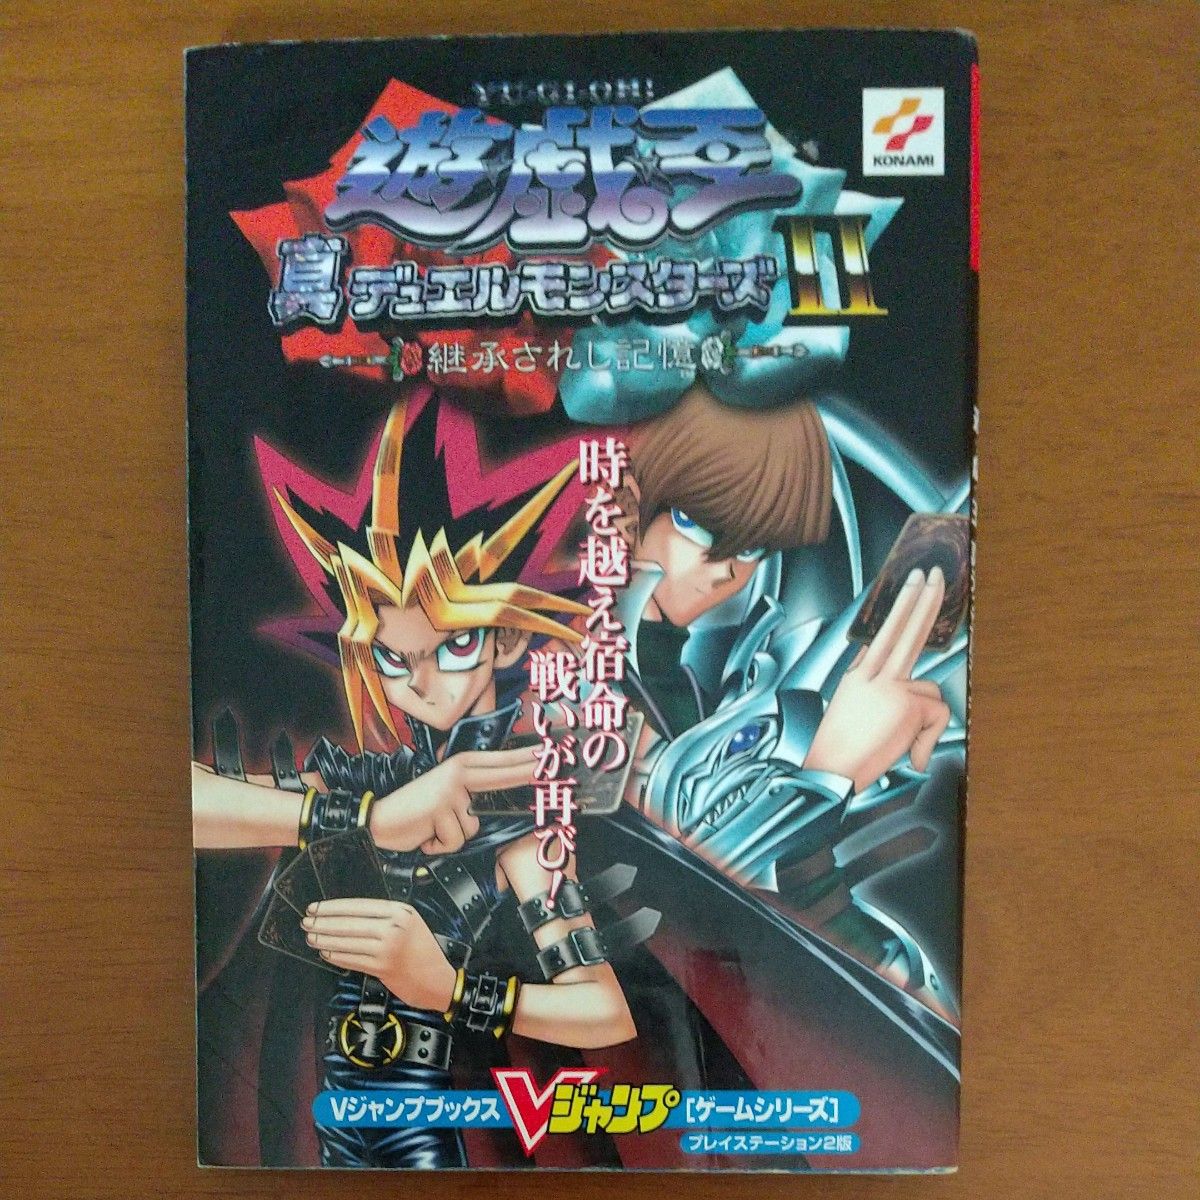 YU-GI-OH!
KONAMI
遊戯王
真デュエルモンスターズII
継承されし記憶
時を越え宿命の
戦いが再び!
Vジャンプブックス Vジャンプ [ゲームシリーズ]
プレイステーション2版